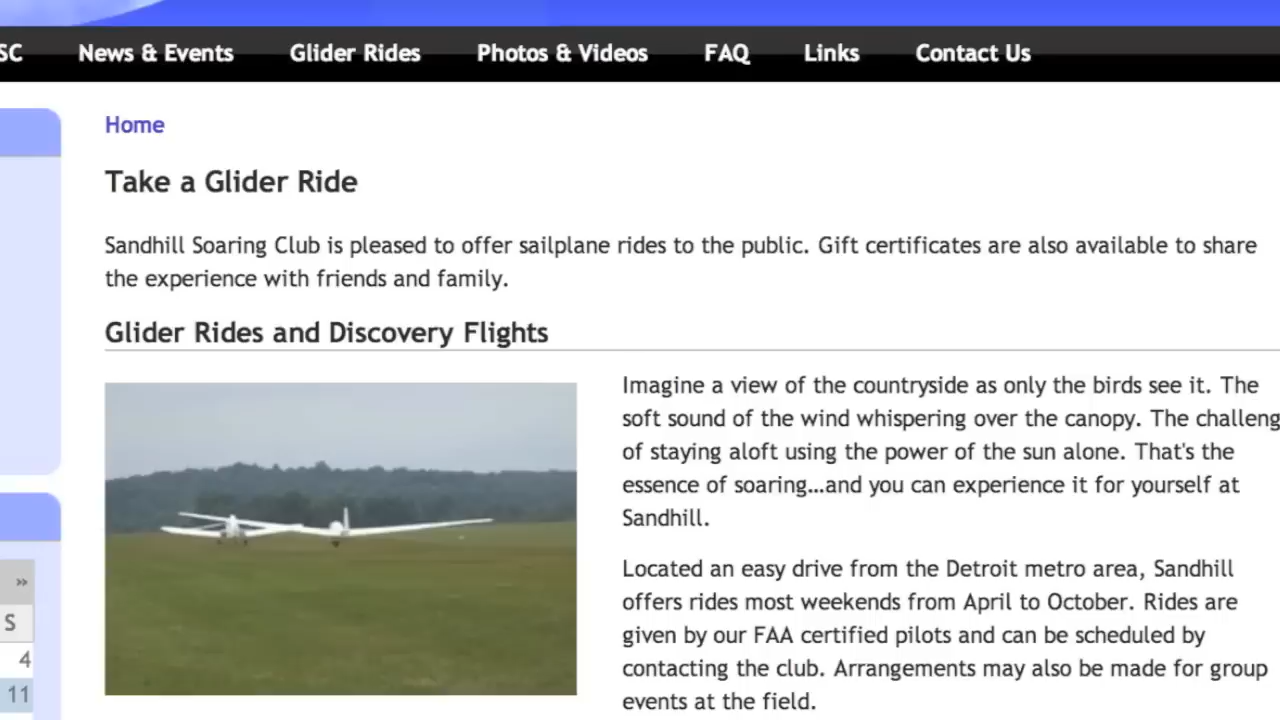 SC News & Events Glider Rides Photos & Videos FAQ Links Contact Us
Home
Take a Glider Ride
Sandhill Soaring Club is pleased to offer sailplane rides to the public. Gift certificates are also available to share
the experience with friends and family.
Glider Rides and Discovery Flights
Imagine a view of the countryside as only the birds see it. The
soft sound of the wind whispering over the canopy. The challeng
of staying aloft using the power of the sun alone. That's the
essence of soaring...and you can experience it for yourself at
Sandhill.
Located an easy drive from the Detroit metro area, Sandhill
offers rides most weekends from April to October. Rides are
given by our FAA certified pilots and can be scheduled by
contacting the club. Arrangements may also be made for group
events at the field.
»
S
4
11